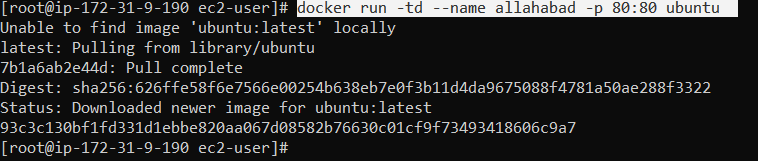 [root@ip-172-31-9-190 ec2-user]# docker run -td --name allahabad -p 80:80 ubuntu
Unable to find image 'ubuntu:latest' locally
latest: Pulling from library/ubuntu
7b1a6ab2e44d: Pull complete
Digest: sha256:626ffe58f6e7566e00254b638eb7e0f3b11d4da9675088f4781a50ae288f3322
Status: Downloaded newer image for ubuntu:latest
93c3c130bf1fd331d1ebbe820aa067d08582b76630c01cf9f73493418606c9a7
[root@ip-172-31-9-190 ec2-user]#